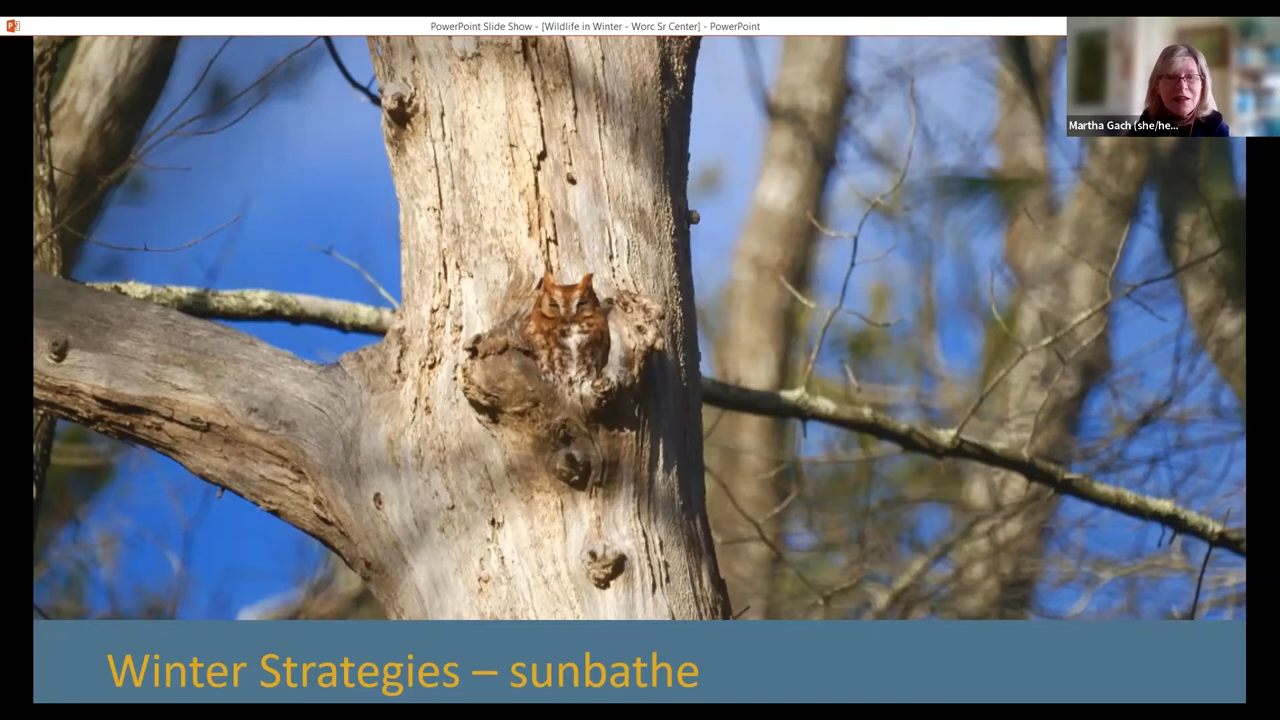 PowerPoint Slide Show - [Wildlife in Winter - Worc Sr Center] - PowerPoint
Martha Gach (she/he...
Winter Strategies – sunbathe